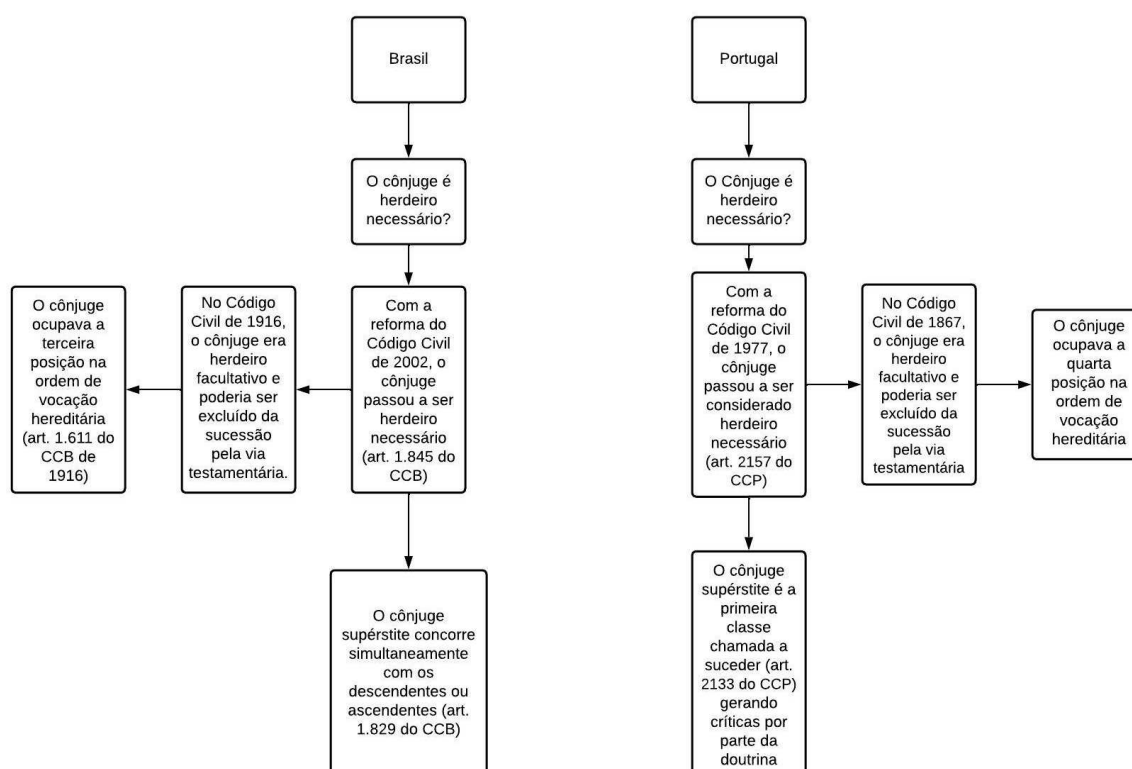 Brasil
Portugal
O cônjuge é
herdeiro
necessário?
O Cônjuge é
herdeiro
necessário?
O cônjuge
ocupava a
terceira
posição na
ordem de
vocação
hereditária
(art. 1.611 do
CCB de
1916)
No Código
Civil de 1916,
o cônjuge era
herdeiro
facultativo e
poderia ser
excluído da
sucessão
pela via
testamentária.
Com a
reforma do
Código Civil
de 2002, o
cônjuge
passou a ser
herdeiro
necessário
(art. 1.845 do
CCB)
Com a
reforma do
Código Civil
de 1977, o
cônjuge
passou a ser
considerado
herdeiro
necessário
(art. 2157 do
CCP)
No Código
Civil de 1867,
o cônjuge era
herdeiro
facultativo e
poderia ser
excluído da
sucessão
pela via
testamentária
O cônjuge
ocupava a
quarta
posição na
ordem de
vocação
hereditária
O cônjuge
supérstite concorre
simultaneamente
com os
descendentes ou
ascendentes (art.
1.829 do CCB)
O cônjuge
supérstite é a
primeira
classe
chamada a
suceder (art.
2133 do CCP)
gerando
críticas por
parte da
doutrina